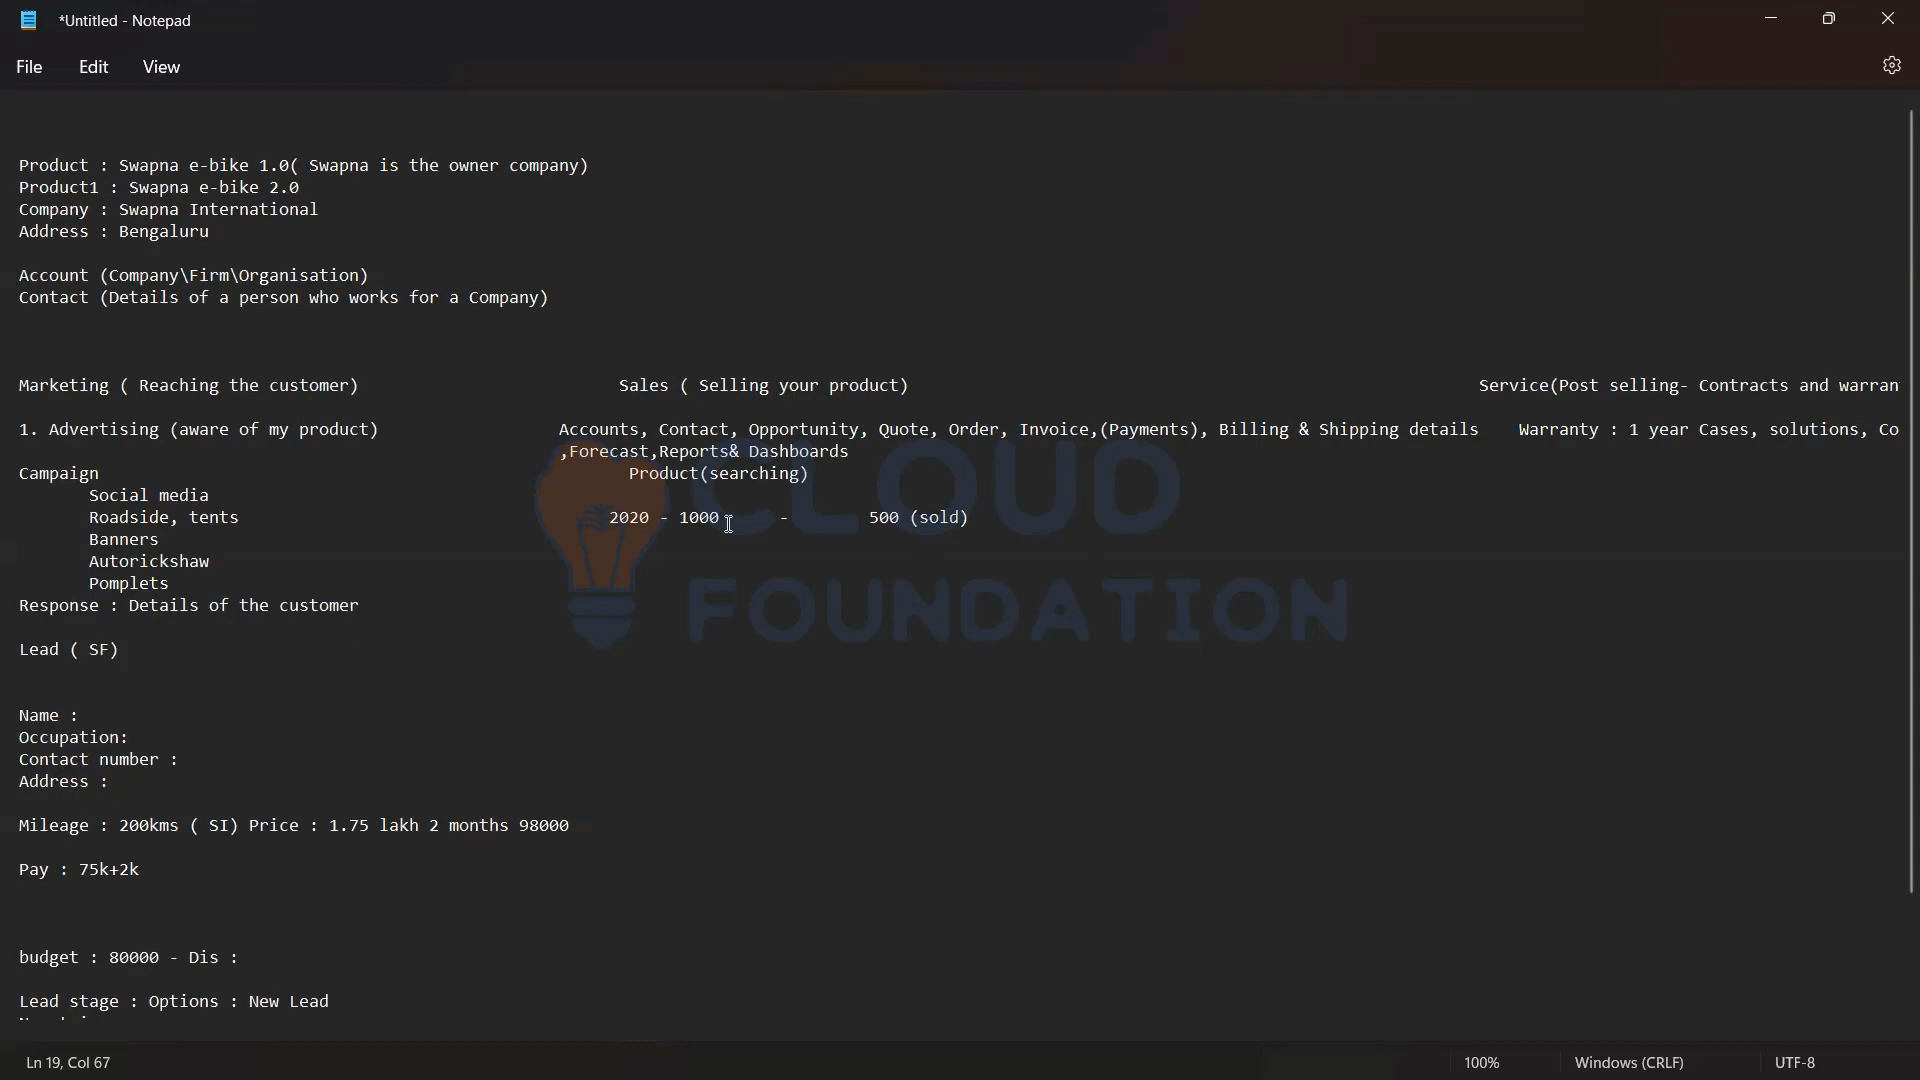 *Untitled - Notepad
File Edit View
Product : Swapna e-bike 1.0( Swapna is the owner company)
Product1 : Swapna e-bike 2.0
Company : Swapna International
Address : Bengaluru
Account (Company\Firm\Organisation)
Contact (Details of a person who works for a Company)
Marketing ( Reaching the customer) Sales ( Selling your product) Service(Post selling- Contracts and warran
1. Advertising (aware of my product) Accounts, Contact, Opportunity, Quote, Order, Invoice,(Payments), Billing & Shipping details Warranty : 1 year Cases, solutions, Co
,Forecast,Reports& Dashboards
Campaign Product(searching)
Social media
Roadside, tents 2020 - 1000 - 500 (sold)
Banners
Autorickshaw
Pomplets
Response : Details of the customer
CLOUD
FOUNDATION
Lead ( SF)
Name :
Occupation:
Contact number :
Address :
Mileage : 200kms ( SI) Price : 1.75 lakh 2 months 98000
Pay : 75k+2k
budget : 80000 - Dis :
Lead stage : Options : New Lead
Ln 19, Col 67 100% Windows (CRLF) UTF-8